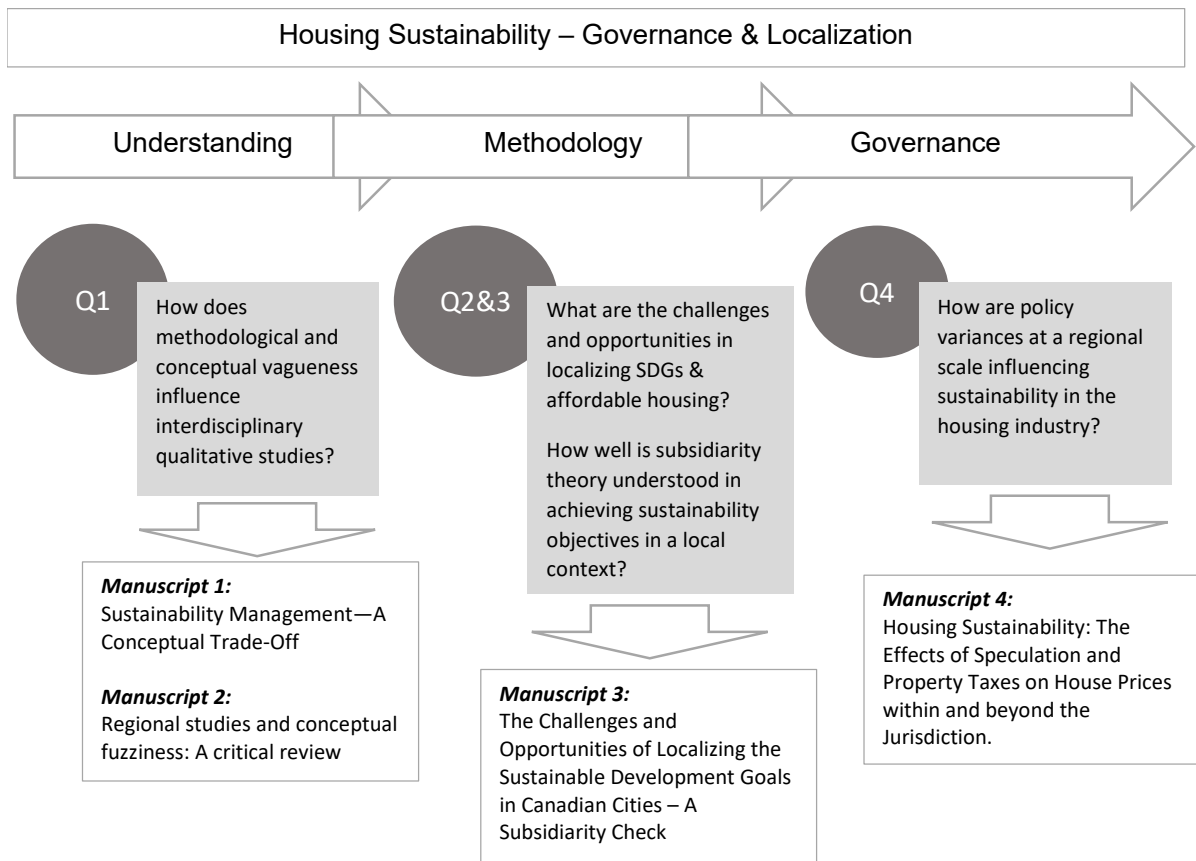 Housing Sustainability – Governance & Localization
Understanding
Methodology
Governance
Q1
How does
methodological and
conceptual vagueness
influence
interdisciplinary
qualitative studies?
Manuscript 1:
Sustainability Management—A
Conceptual Trade-Off
Manuscript 2:
Regional studies and conceptual
fuzziness: A critical review
Q2&3
What are the challenges
and opportunities in
localizing SDGs &
affordable housing?
How well is subsidiarity
theory understood in
achieving sustainability
objectives in a local
context?
Manuscript 3:
The Challenges and
Opportunities of Localizing the
Sustainable Development Goals
in Canadian Cities – A
Subsidiarity Check
Q4
How are policy
variances at a regional
scale influencing
sustainability in the
housing industry?
Manuscript 4:
Housing Sustainability: The
Effects of Speculation and
Property Taxes on House Prices
within and beyond the
Jurisdiction.